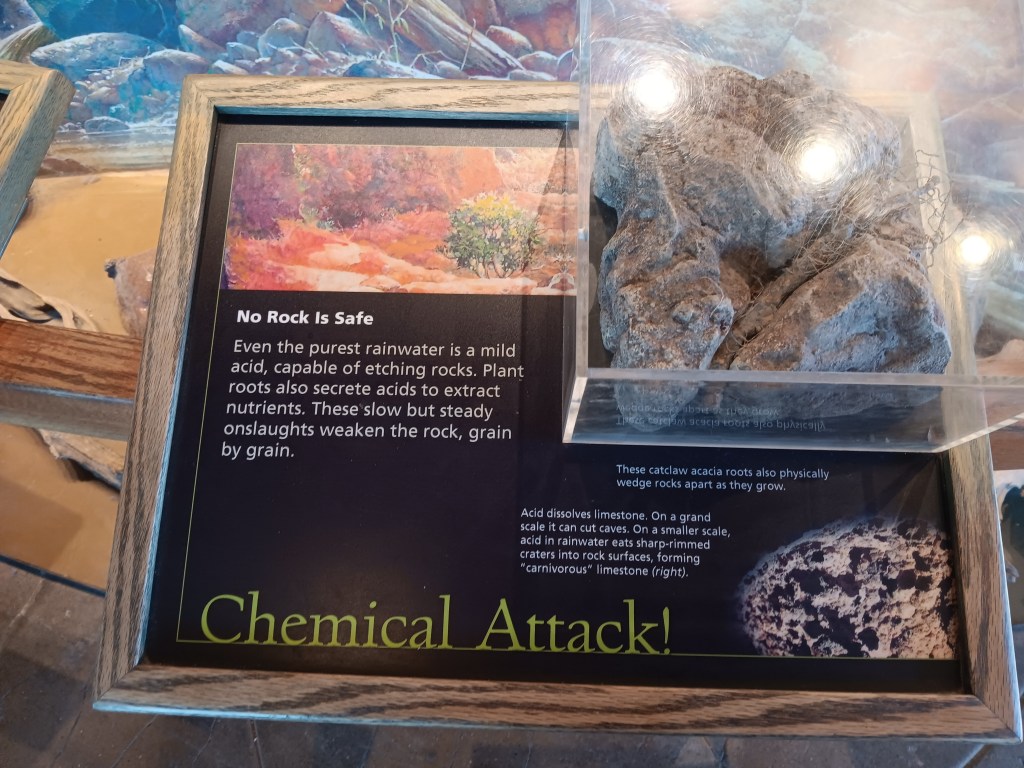 No Rock Is Safe
Even the purest rainwater is a mild
acid, capable of etching rocks. Plant
roots also secrete acids to extract
nutrients. These slow but steady
onslaughts weaken the rock, grain
by grain.
These catclaw acacia roots also physically
wedge rocks apart as they grow.
Acid dissolves limestone. On a grand
scale it can cut caves. On a smaller scale,
acid in rainwater eats sharp-rimmed
craters into rock surfaces, forming
“carnivorous” limestone (right).
Chemical Attack!